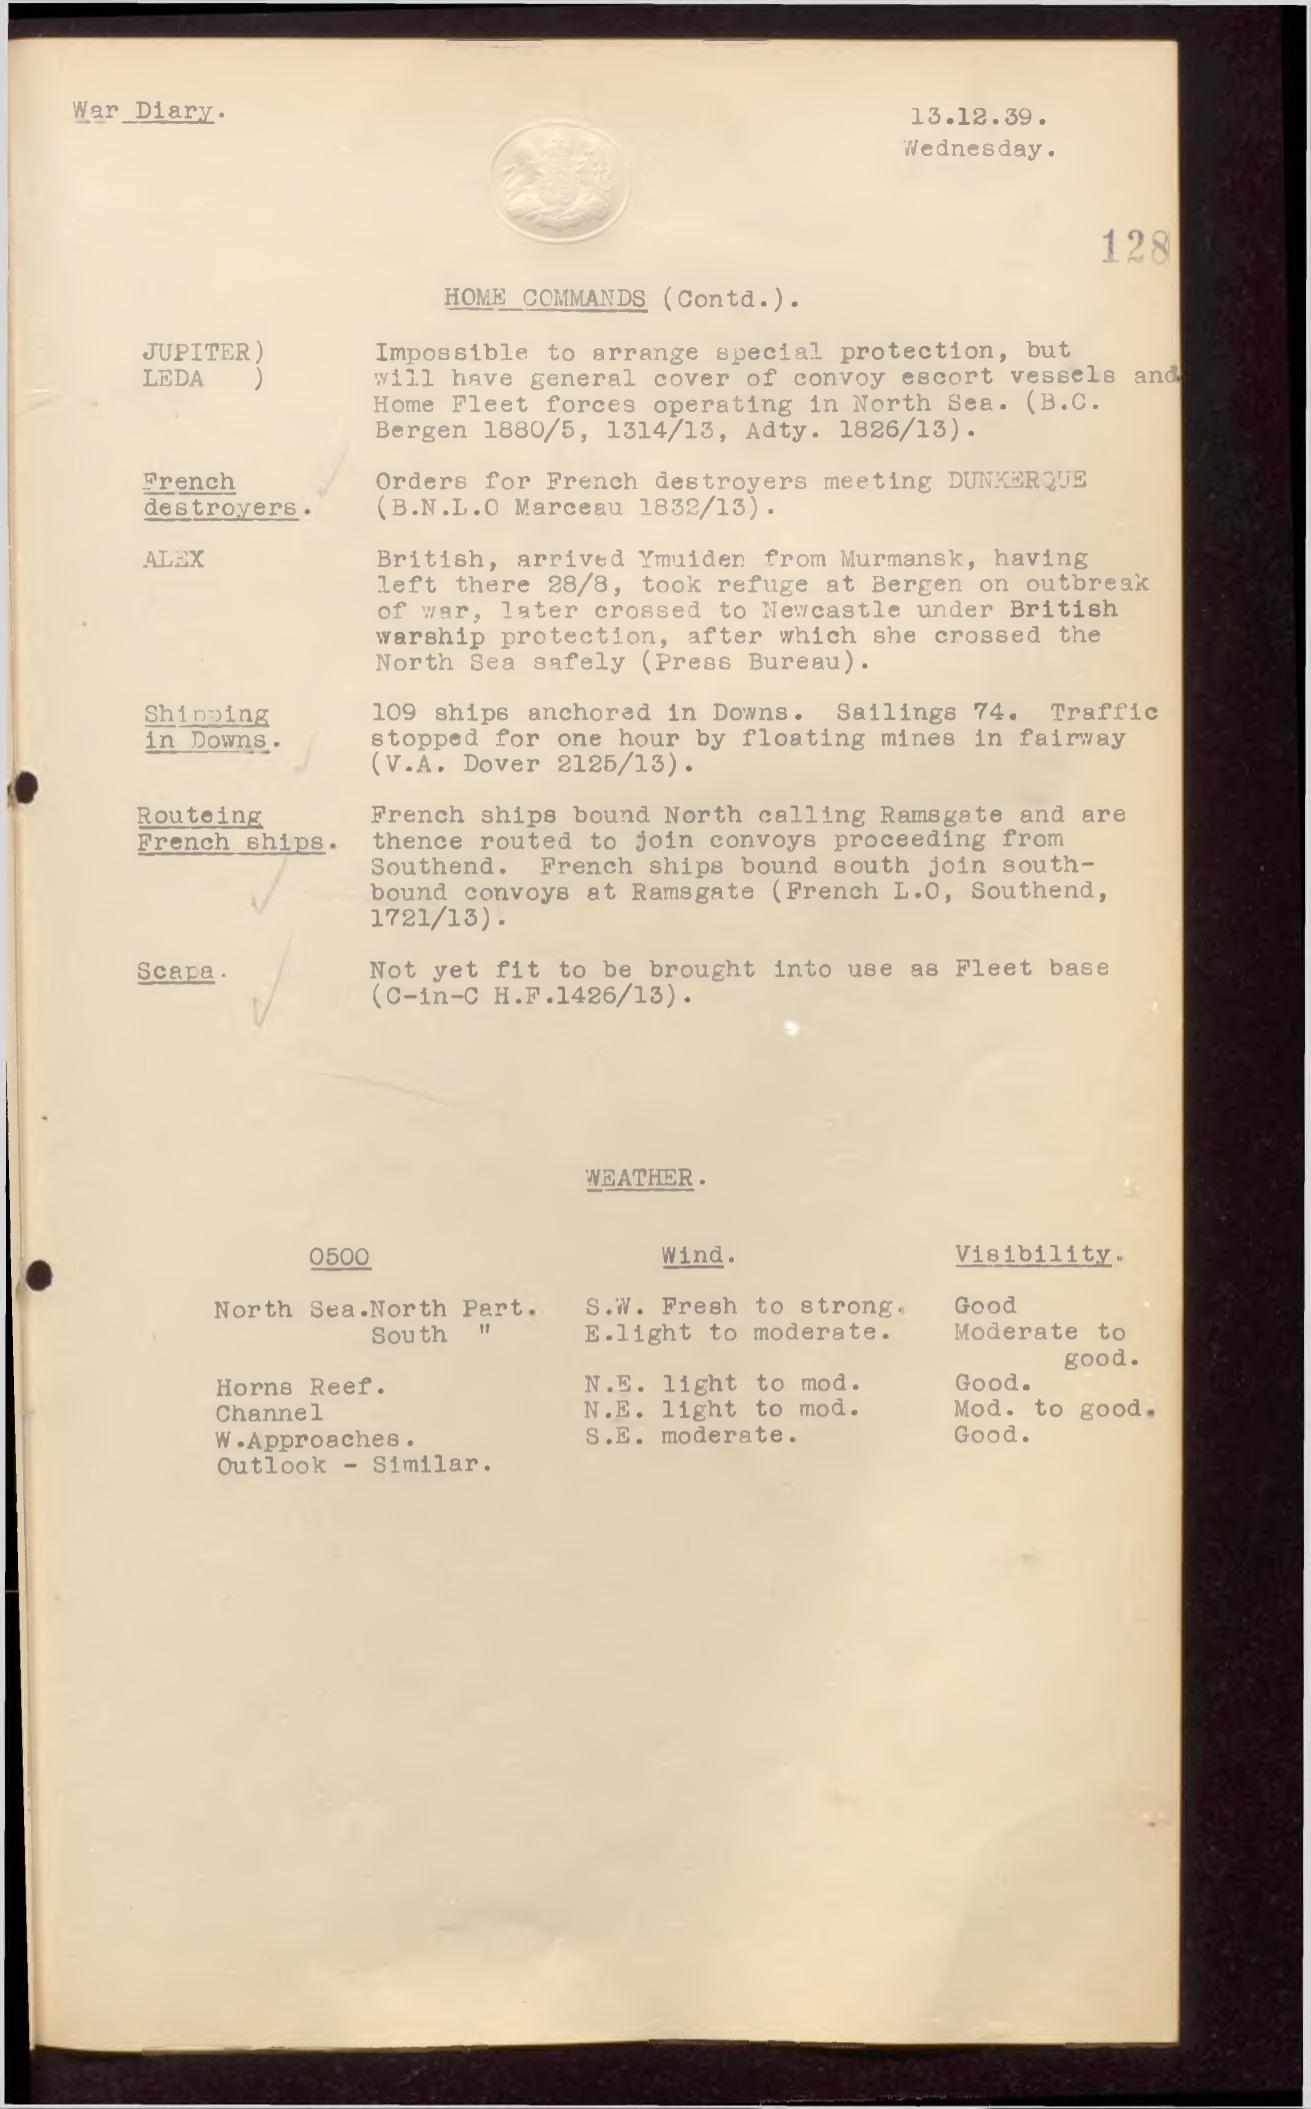 War Diary.
13.12.39.
Wednesday.
128
HOME COMMANDS (Contd.).
JUPITER) Impossible to arrange special protection, but
LEDA ) will have general cover of convoy escort vessels and
Home Fleet forces operating in North Sea. (B.C.
Bergen 1880/5, 1314/13, Adty. 1826/13).
French Orders for French destroyers meeting DUNKERQUE
destroyers. (B.N.L.O Marceau 1832/13).
ALEX British, arrived Ymuiden from Murmansk, having
left there 28/8, took refuge at Bergen on outbreak
of war, later crossed to Newcastle under British
warship protection, after which she crossed the
North Sea safely (Press Bureau).
Shipping 109 ships anchored in Downs. Sailings 74. Traffic
in Downs. stopped for one hour by floating mines in fairway
(V.A. Dover 2125/13).
Routeing French ships bound North calling Ramsgate and are
French ships. thence routed to join convoys proceeding from
Southend. French ships bound south join south-
bound convoys at Ramsgate (French L.O, Southend,
1721/13).
Scapa. Not yet fit to be brought into use as Fleet base
(C-in-C H.F.1426/13).
WEATHER.
0500 Wind. Visibility.
North Sea.North Part. S.W. Fresh to strong. Good
South " E.light to moderate. Moderate to
good.
Horns Reef. N.E. light to mod. Good.
Channel N.E. light to mod. Mod. to good.
W.Approaches. S.E. moderate. Good.
Outlook - Similar.